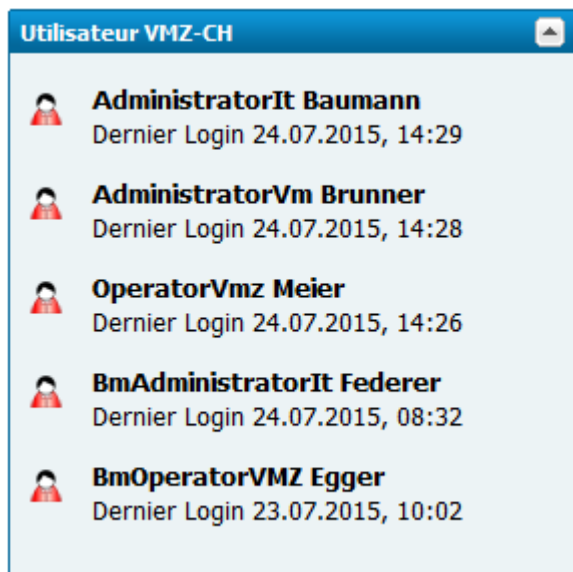 Utilisateur VMZ-CH
AdministratorIt Baumann
Dernier Login 24.07.2015, 14:29
AdministratorVm Brunner
Dernier Login 24.07.2015, 14:28
OperatorVmz Meier
Dernier Login 24.07.2015, 14:26
BmAdministratorIt Federer
Dernier Login 24.07.2015, 08:32
BmOperatorVMZ Egger
Dernier Login 23.07.2015, 10:02